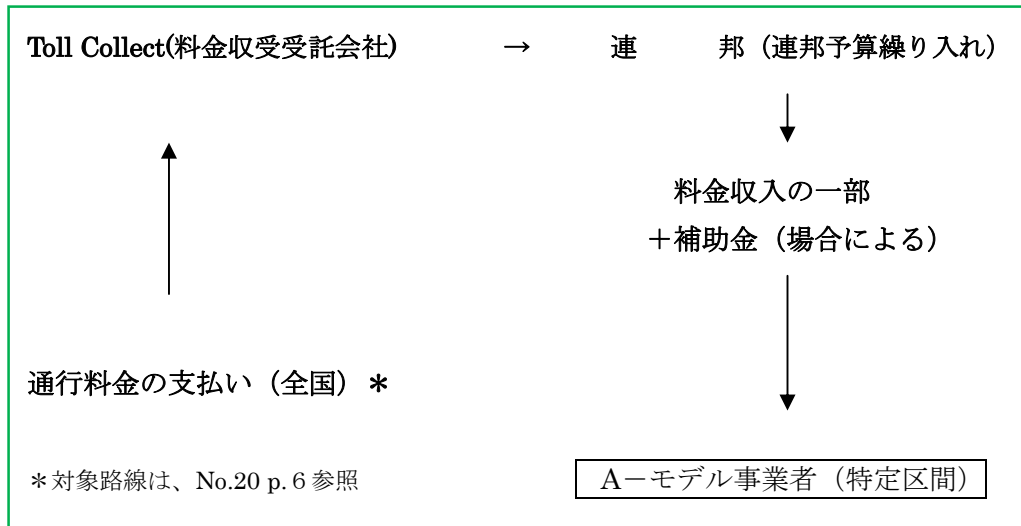 Toll Collect(料金収受受託会社) → 連　　邦（連邦予算繰り入れ）
料金収入の一部
＋補助金（場合による）
通行料金の支払い（全国）＊
＊対象路線は、No.20 p.６参照
A－モデル事業者（特定区間）